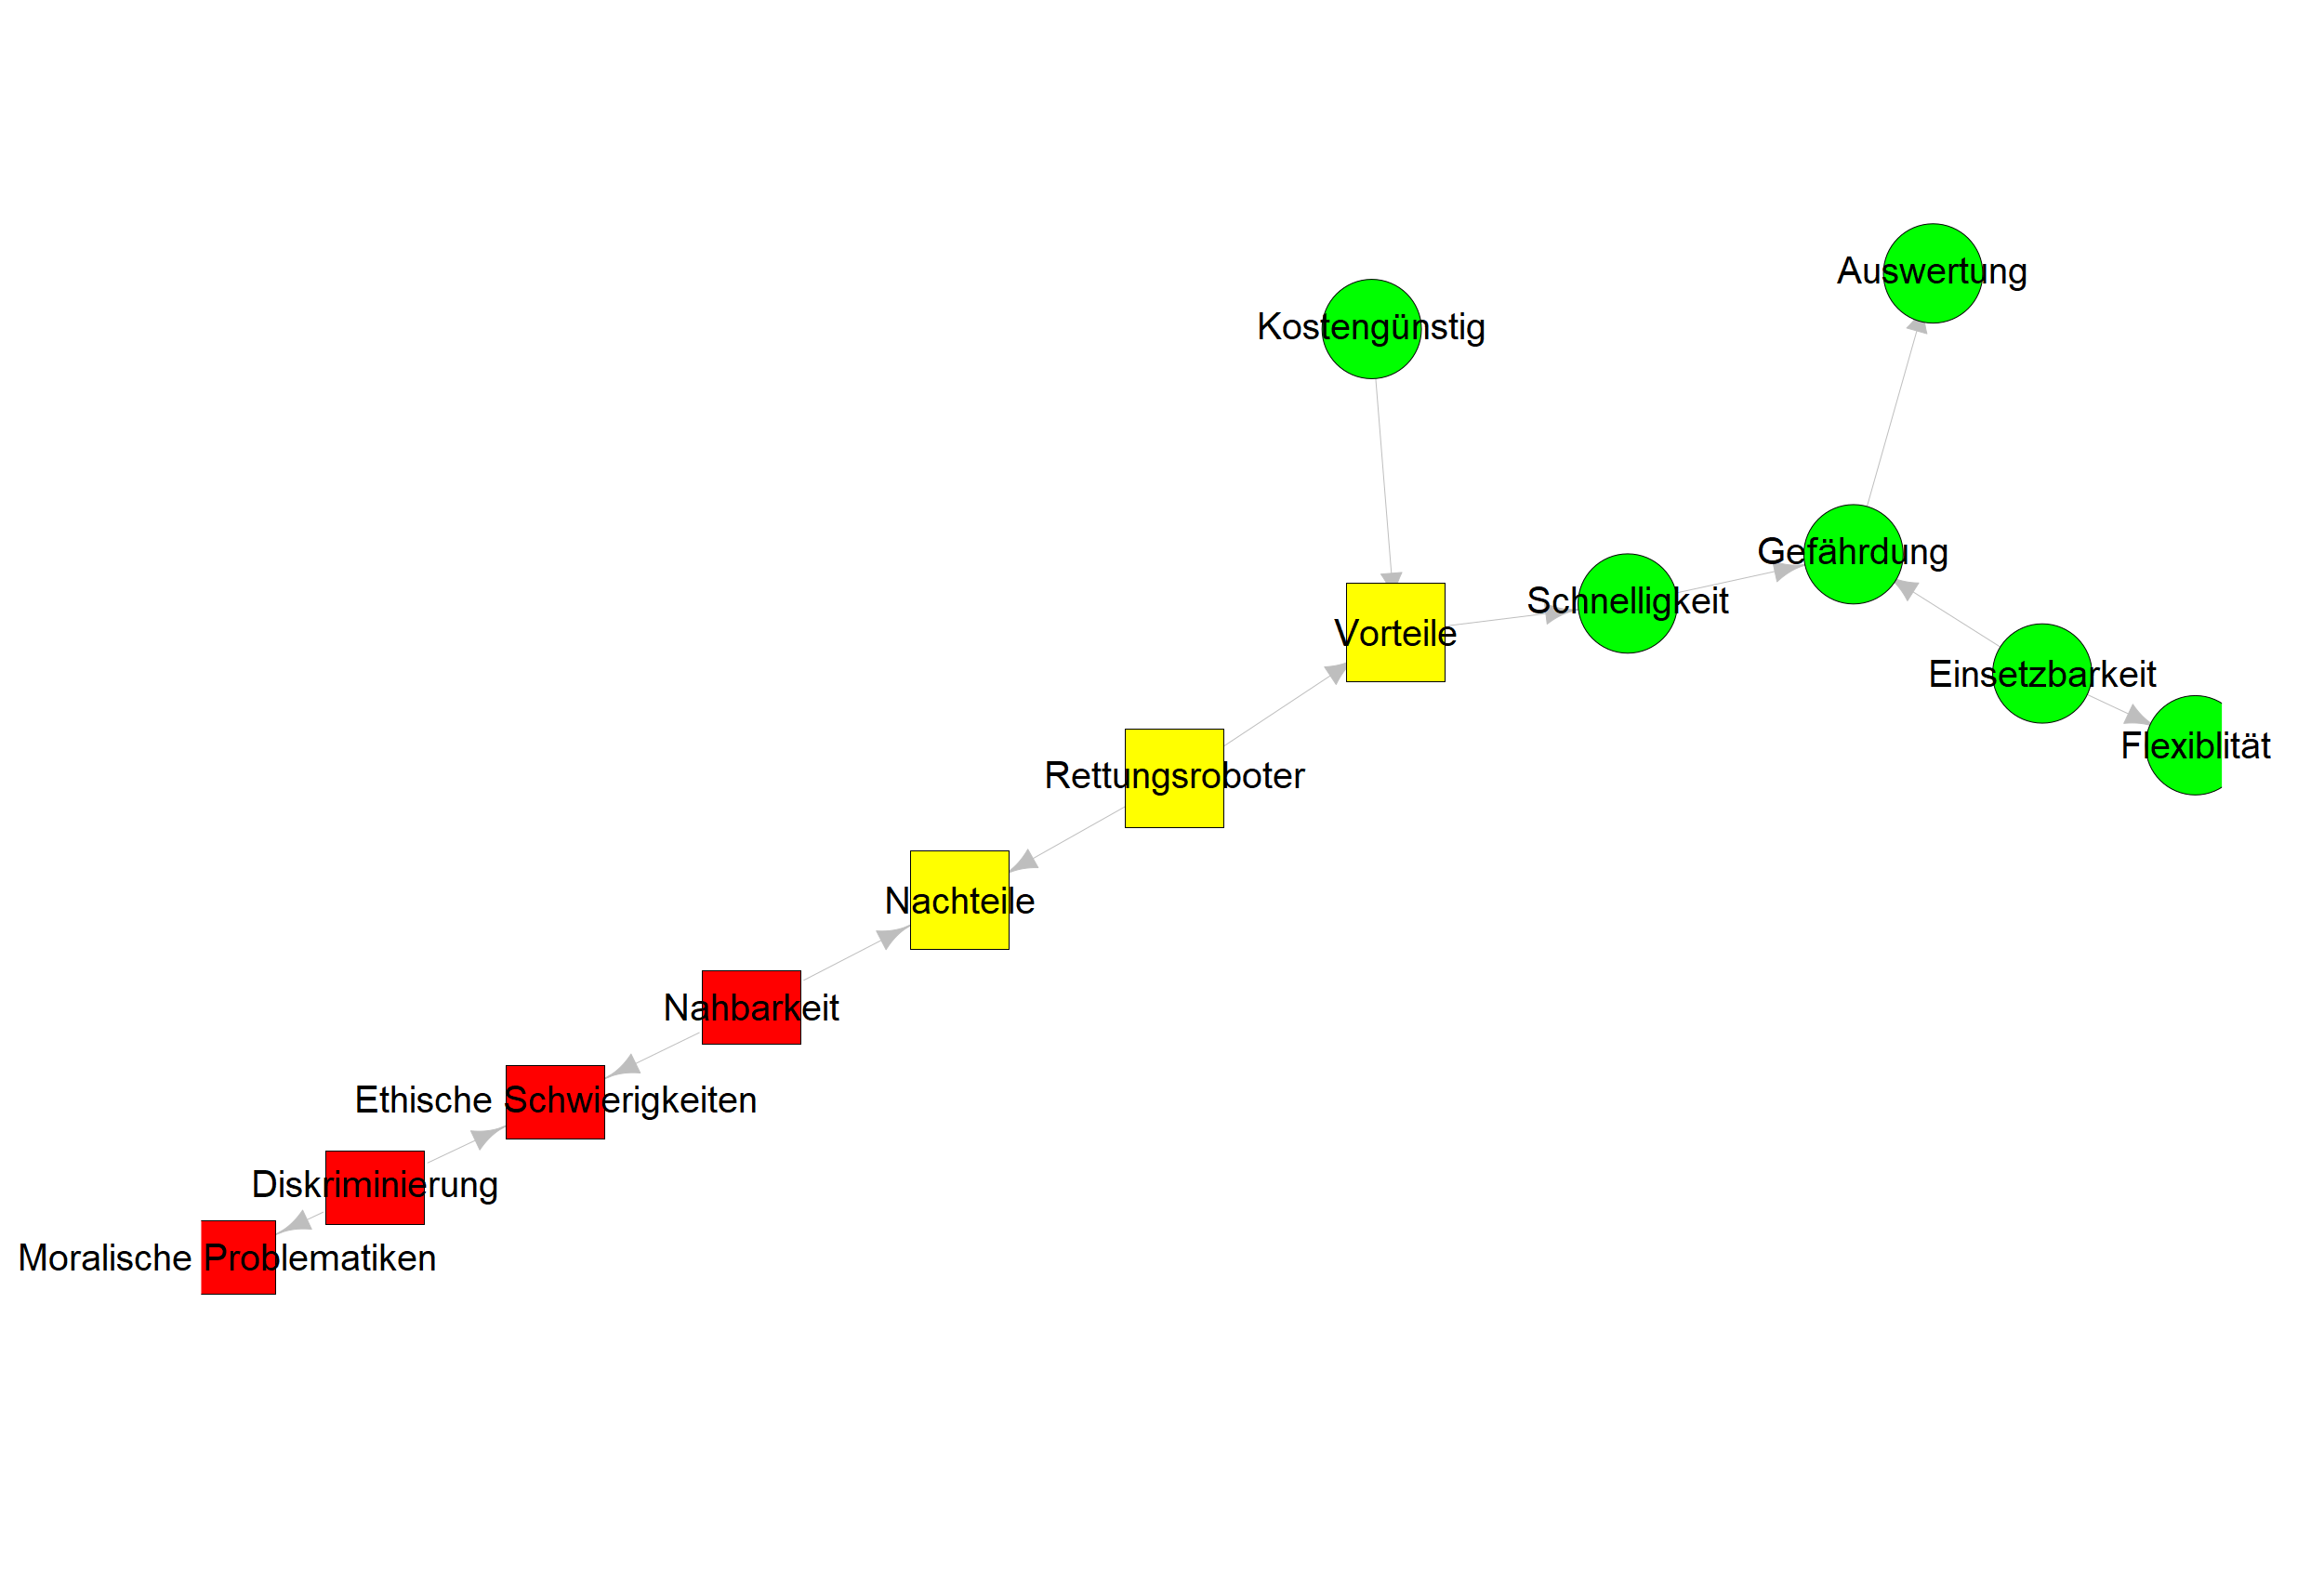 Auswertung
Kostengünstig
Gefährdung
Schnelligkeit
Vorteile
Einsetzbarkeit
Flexiblität
Rettungsroboter
Nachteile
Nahbarkeit
Ethische Schwierigkeiten
Diskriminierung
Moralische Problematiken